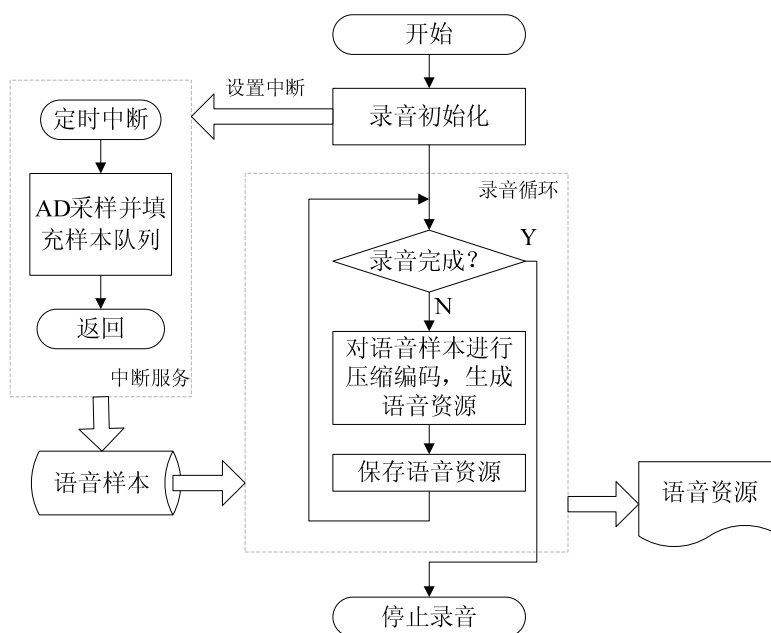 开始
设置中断
录音初始化
定时中断
AD采样并填
充样本队列
返回
中断服务
语音样本
录音循环
录音完成？
Y
N
对语音样本进行
压缩编码，生成
语音资源
保存语音资源
语音资源
停止录音